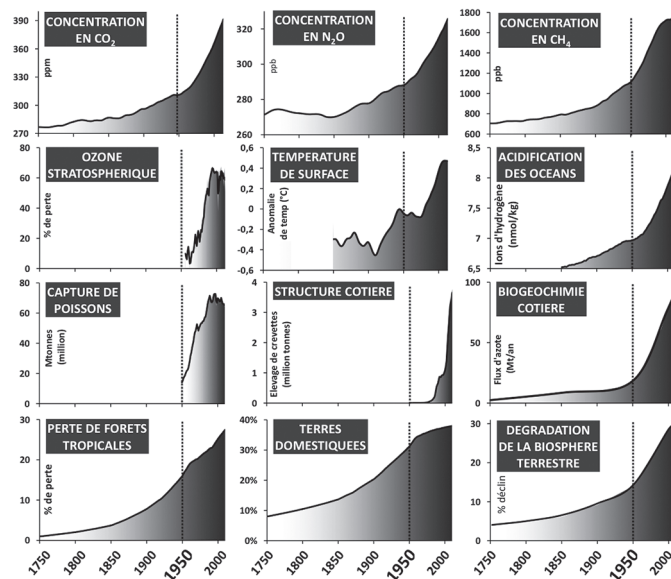 CONCENTRATION
EN CO₂
ppm
390
360
330
300
270
CONCENTRATION
EN N₂O
ppb
320
300
280
260
CONCENTRATION
EN CH₄
ppb
1800
1600
1400
1200
1000
800
600
OZONE
STRATOSPHERIQUE
% de perte
80
60
40
20
0
TEMPERATURE
DE SURFACE
Anomalie
de temp (°C)
0,6
0,4
0,2
0
-0,2
-0,4
-0,6
ACIDIFICATION
DES OCEANS
Ions d'hydrogène
(nmol/kg)
8,5
8
7,5
7
6,5
CAPTURE DE
POISSONS
Mtonnes
(million)
80
60
40
20
0
STRUCTURE COTIERE
Elevage de crevettes
(million tonnes)
4
3
2
1
0
BIOGEOCHIMIE
COTIERE
Flux d'azote
(Mt/an
100
50
0
PERTE DE FORETS
TROPICALES
% de perte
30
20
10
0
1750
1800
1850
1900
1950
2000
TERRES
DOMESTIQUEES
40%
30%
20%
10%
0%
1750
1800
1850
1900
1950
2000
DEGRADATION
DE LA BIOSPHERE
TERRESTRE
% déclin
30
20
10
0
1750
1800
1850
1900
1950
2000